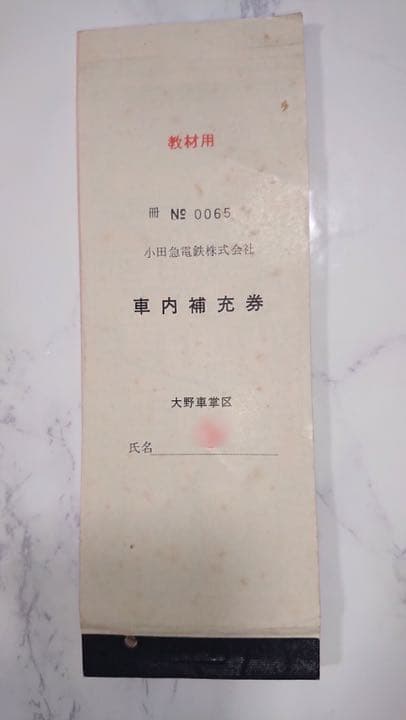 教材用
冊 № 0065
小田急電鉄株式会社
車内補充券
大野車掌区
氏名